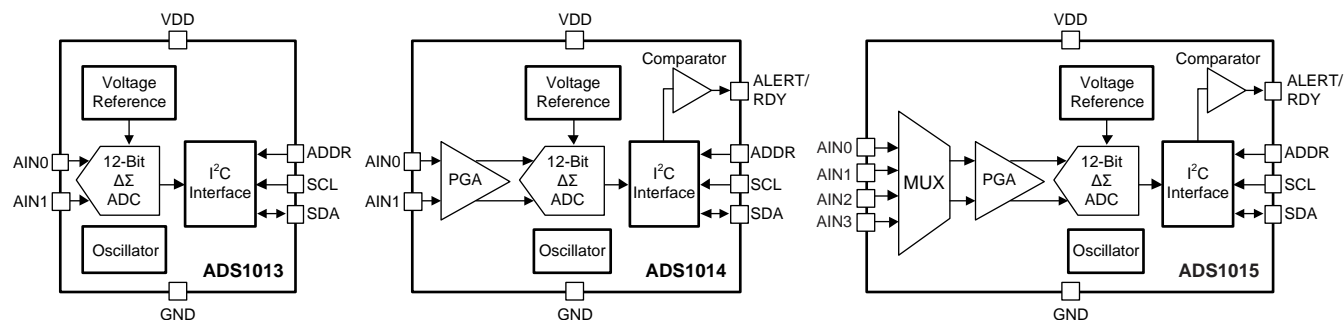 VDD
Voltage
Reference
AIN0
AIN1
12-Bit
ΔΣ
ADC
I²C
Interface
ADDR
SCL
SDA
Oscillator
ADS1013
GND
VDD
Comparator
ALERT/
RDY
Voltage
Reference
AIN0
AIN1
PGA
12-Bit
ΔΣ
ADC
I²C
Interface
ADDR
SCL
SDA
Oscillator
ADS1014
GND
VDD
Comparator
ALERT/
RDY
Voltage
Reference
AIN0
AIN1
AIN2
AIN3
MUX
PGA
12-Bit
ΔΣ
ADC
I²C
Interface
ADDR
SCL
SDA
Oscillator
ADS1015
GND